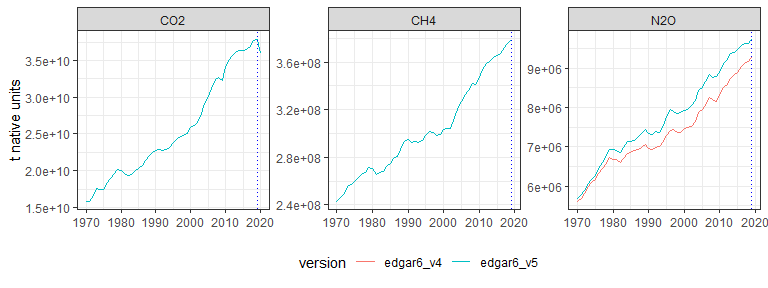 CO2 CH4 N2O
t native units
3.5e+10
3.0e+10
2.5e+10
2.0e+10
1.5e+10
3.6e+08
3.2e+08
2.8e+08
2.4e+08
9e+06
8e+06
7e+06
6e+06
1970 1980 1990 2000 2010 2020 1970 1980 1990 2000 2010 2020 1970 1980 1990 2000 2010 2020
version edgar6_v4 edgar6_v5